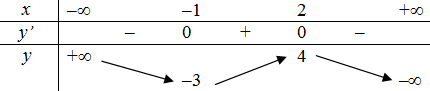 x –∞ –1 2 +∞
y’ – 0 + 0 –
y +∞ 4
–3 –∞